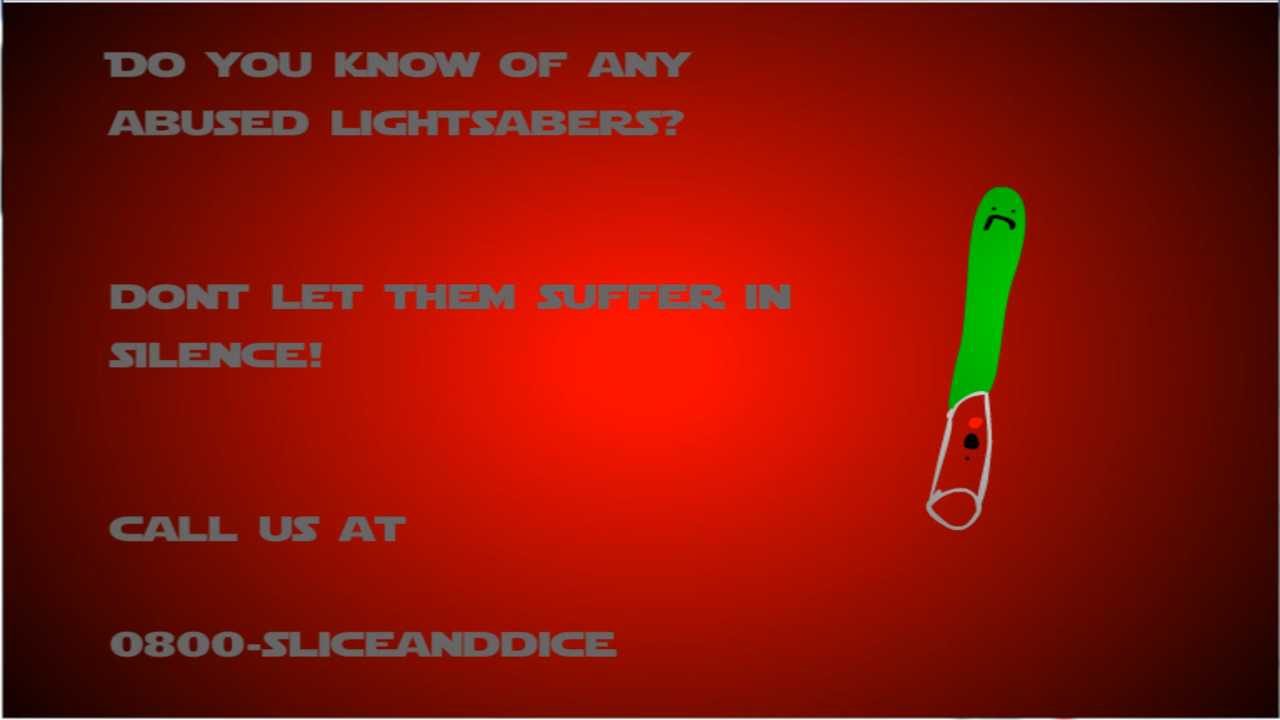 DO YOU KNOW OF ANY
ABUSED LIGHTSABERS?
DONT LET THEM SUFFER IN
SILENCE!
CALL US AT
0800-SLICEANDDICE